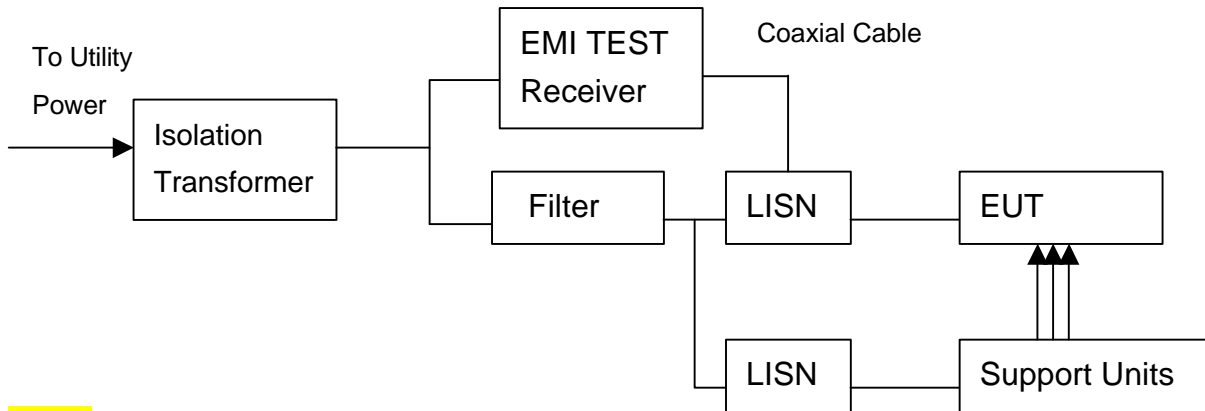 EMI TEST
Receiver
Coaxial Cable
To Utility
Power
Isolation
Transformer
Filter
LISN
EUT
LISN
Support Units